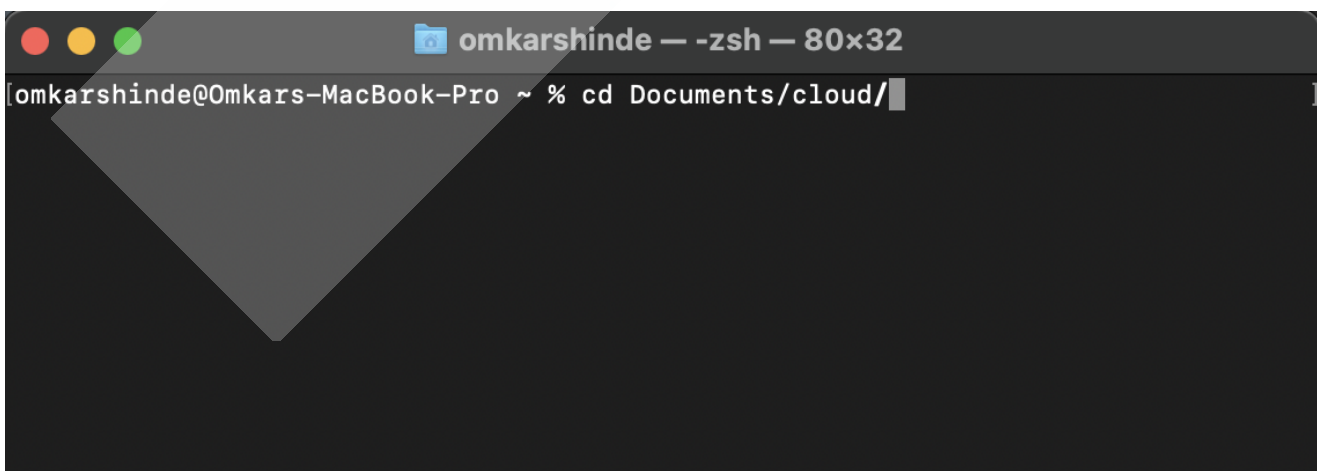 omkarshinde — -zsh — 80×32
[omkarshinde@Omkars-MacBook-Pro ~ % cd Documents/cloud/ ]